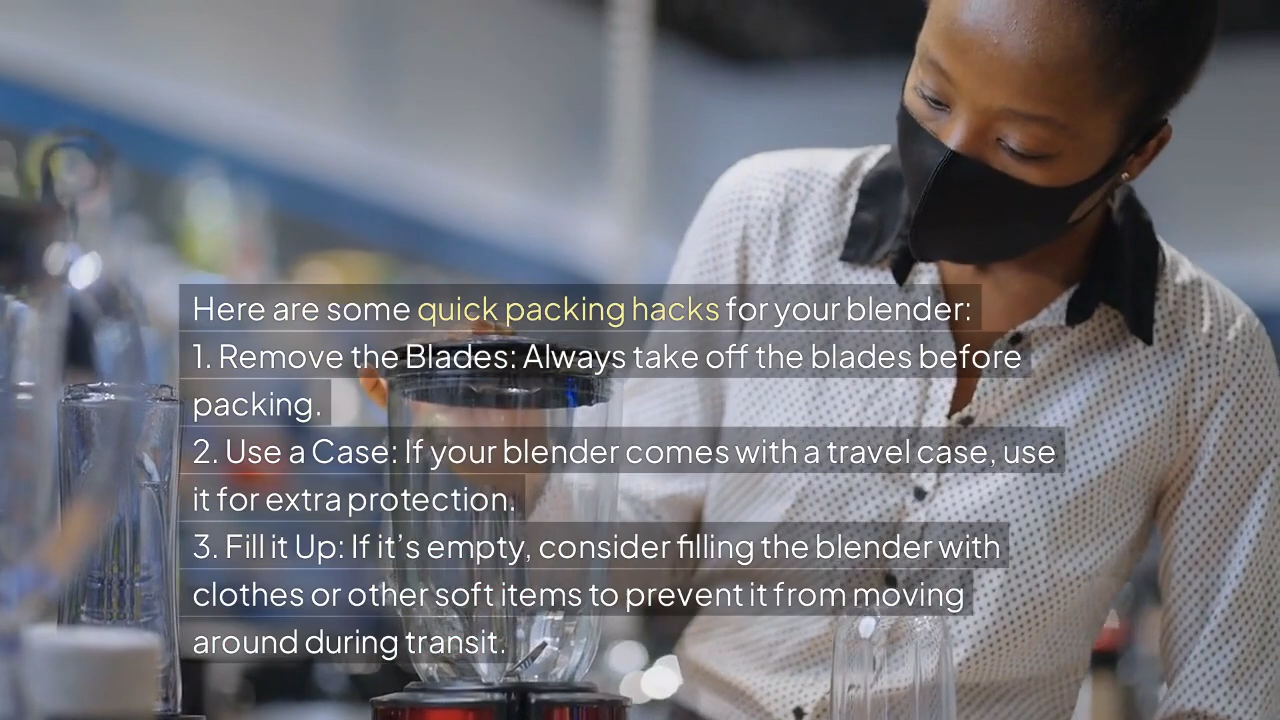 Here are some quick packing hacks for your blender:
1. Remove the Blades: Always take off the blades before
packing.
2. Use a Case: If your blender comes with a travel case, use
it for extra protection.
3. Fill it Up: If it’s empty, consider filling the blender with
clothes or other soft items to prevent it from moving
around during transit.